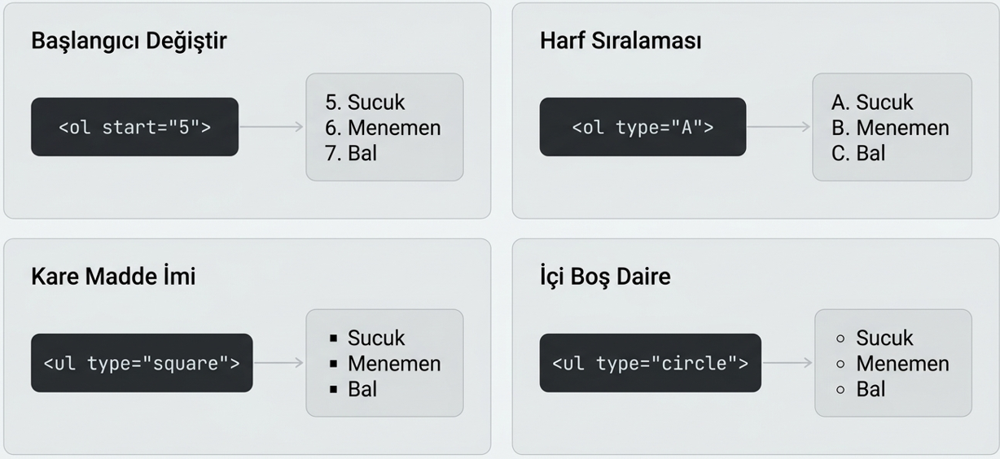 Başlangıcı Değiştir
<ol start="5">
5. Sucuk
6. Menemen
7. Bal
Harf Sıralaması
<ol type="A">
A. Sucuk
B. Menemen
C. Bal
Kare Madde İmi
<ul type="square">
▪ Sucuk
▪ Menemen
▪ Bal
İçi Boş Daire
<ul type="circle">
○ Sucuk
○ Menemen
○ Bal